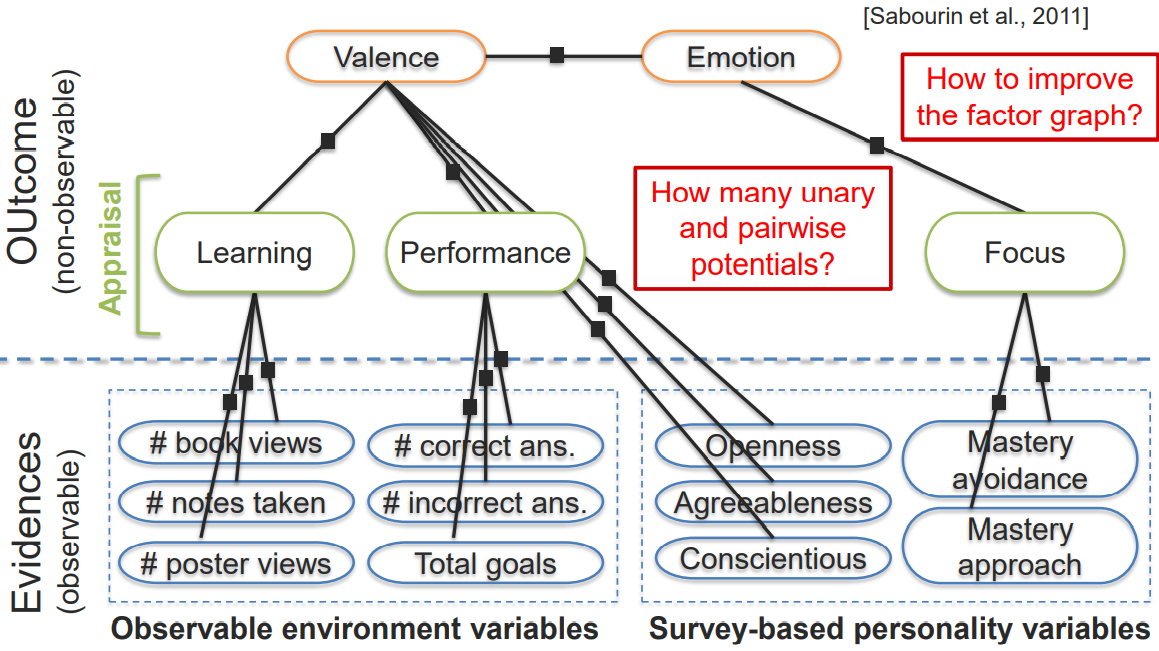 [Sabourin et al., 2011]
Valence
Emotion
How to improve
the factor graph?
OUtcome
(non-observable)
Appraisal
How many unary
and pairwise
potentials?
Learning
Performance
Focus
Evidences
(observable)
# book views
# notes taken
# poster views
# correct ans.
# incorrect ans.
Total goals
Openness
Agreeableness
Conscientious
Mastery
avoidance
Mastery
approach
Observable environment variables
Survey-based personality variables